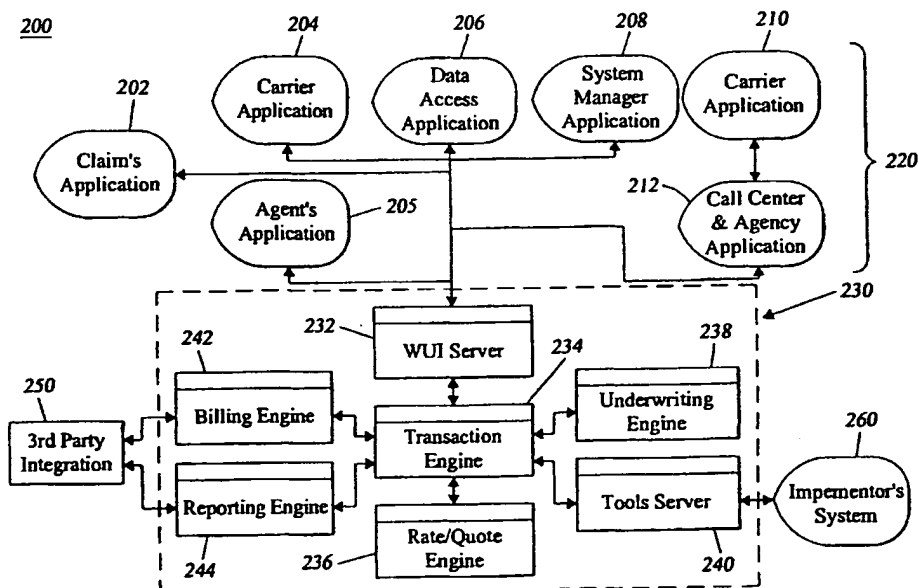 200
204
206
208
210
202
Carrier
Application
Data
Access
Application
System
Manager
Application
Carrier
Application
Claim's
Application
212
220
Agent's
Application
205
Call Center
& Agency
Application
230
232
WUI Server
242
234
238
250
Billing Engine
Underwriting
Engine
3rd Party
Integration
Transaction
Engine
260
Reporting Engine
Tools Server
Impementor's
System
244
236
Rate/Quote
Engine
240